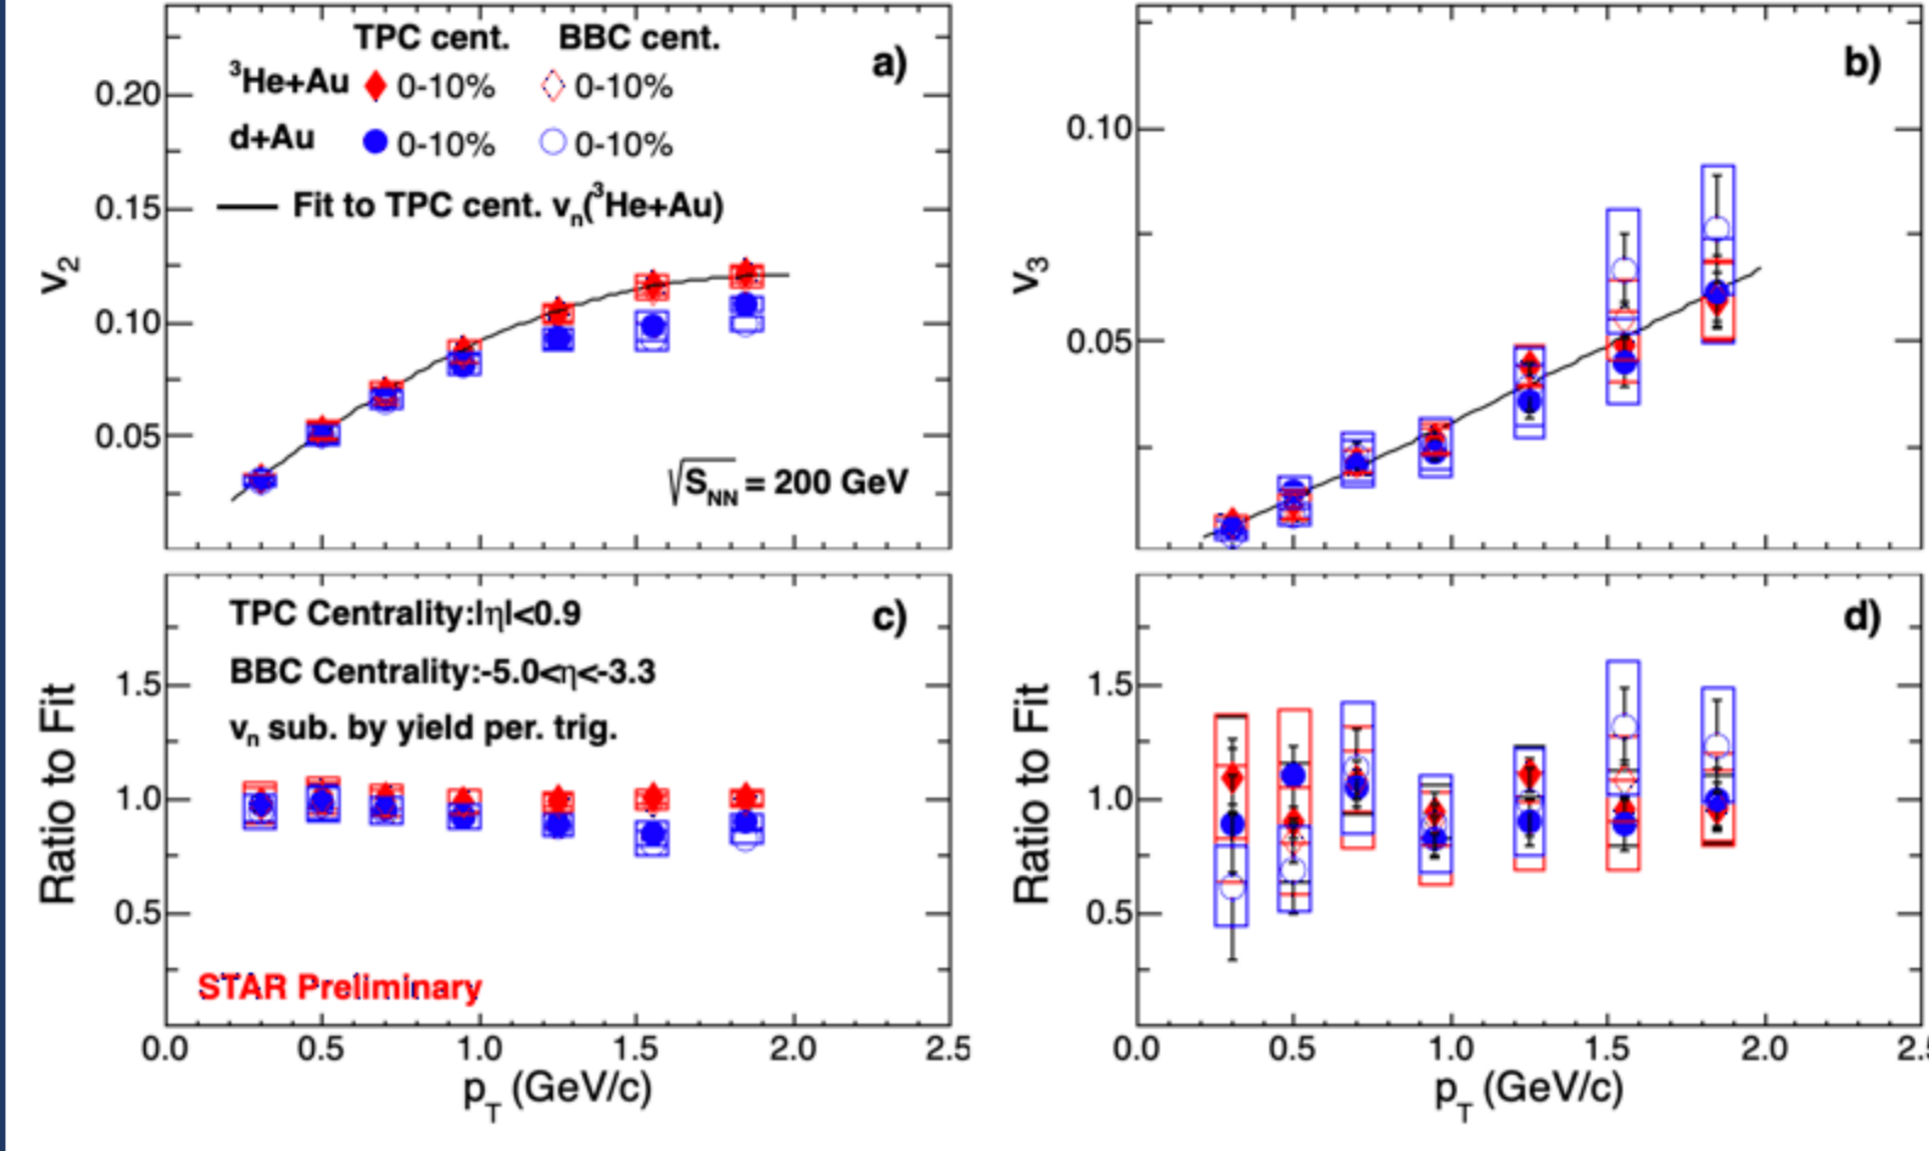 TPC cent. BBC cent.
³He+Au 0-10% 0-10%
d+Au 0-10% 0-10%
Fit to TPC cent. vₙ(³He+Au)
a)
0.20
0.15
0.10
0.05
v₂
√S_NN = 200 GeV
b)
0.10
0.05
v₃
TPC Centrality:|η|<0.9
BBC Centrality:-5.0<η<-3.3
vₙ sub. by yield per. trig.
c)
1.5
1.0
0.5
Ratio to Fit
STAR Preliminary
0.0 0.5 1.0 1.5 2.0 2.5
p_T (GeV/c)
d)
1.5
1.0
0.5
Ratio to Fit
0.0 0.5 1.0 1.5 2.0 2.
p_T (GeV/c)